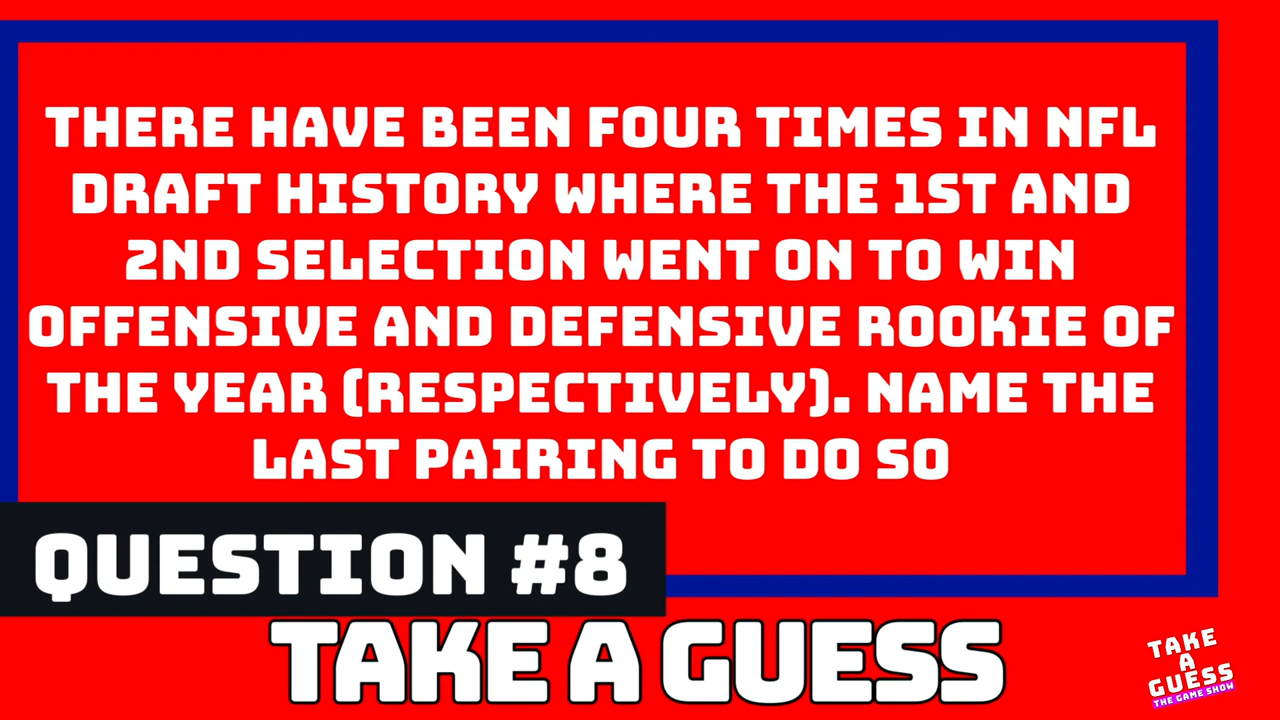 THERE HAVE BEEN FOUR TIMES IN NFL
DRAFT HISTORY WHERE THE 1ST AND
2ND SELECTION WENT ON TO WIN
OFFENSIVE AND DEFENSIVE ROOKIE OF
THE YEAR (RESPECTIVELY). NAME THE
LAST PAIRING TO DO SO
QUESTION #8
TAKE A GUESS
TAKE
A
GUESS
THE GAME SHOW